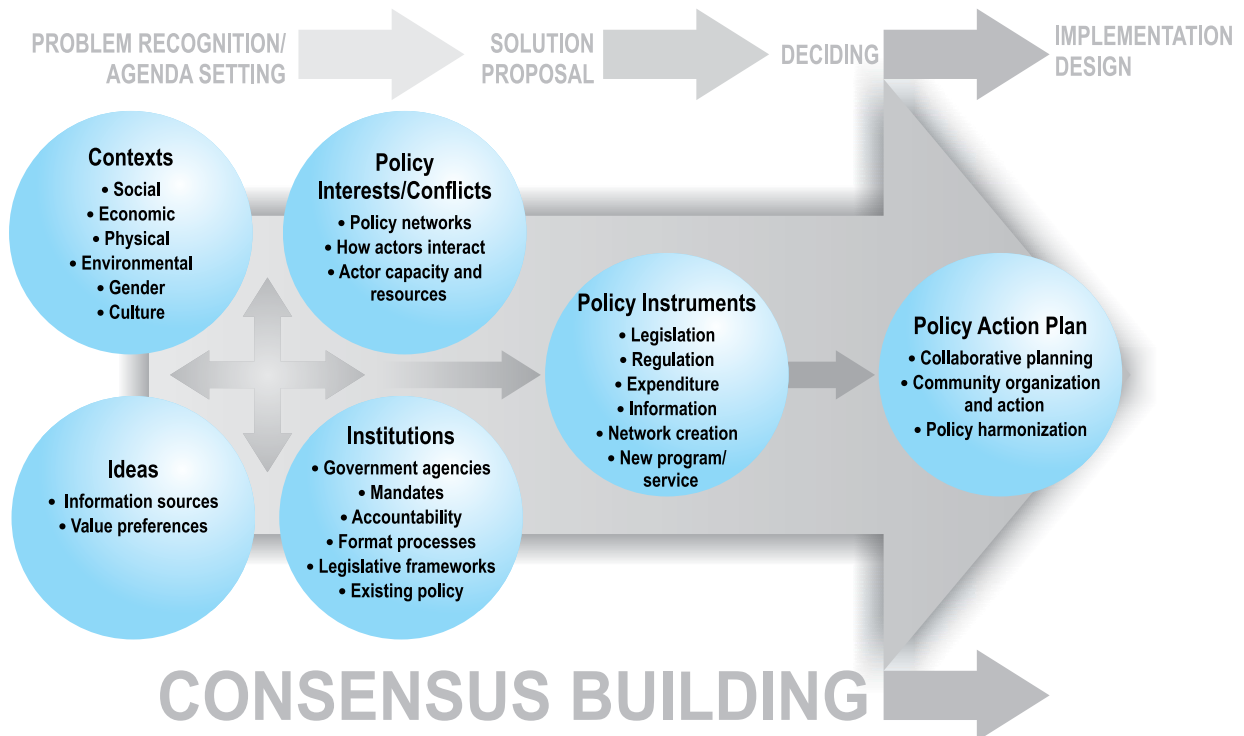 PROBLEM RECOGNITION/
AGENDA SETTING
SOLUTION
PROPOSAL
DECIDING
IMPLEMENTATION
DESIGN
Contexts
• Social
• Economic
• Physical
• Environmental
• Gender
• Culture
Policy
Interests/Conflicts
• Policy networks
• How actors interact
• Actor capacity and
resources
Ideas
• Information sources
• Value preferences
Institutions
• Government agencies
• Mandates
• Accountability
• Format processes
• Legislative frameworks
• Existing policy
Policy Instruments
• Legislation
• Regulation
• Expenditure
• Information
• Network creation
• New program/
service
Policy Action Plan
• Collaborative planning
• Community organization
and action
• Policy harmonization
CONSENSUS BUILDING